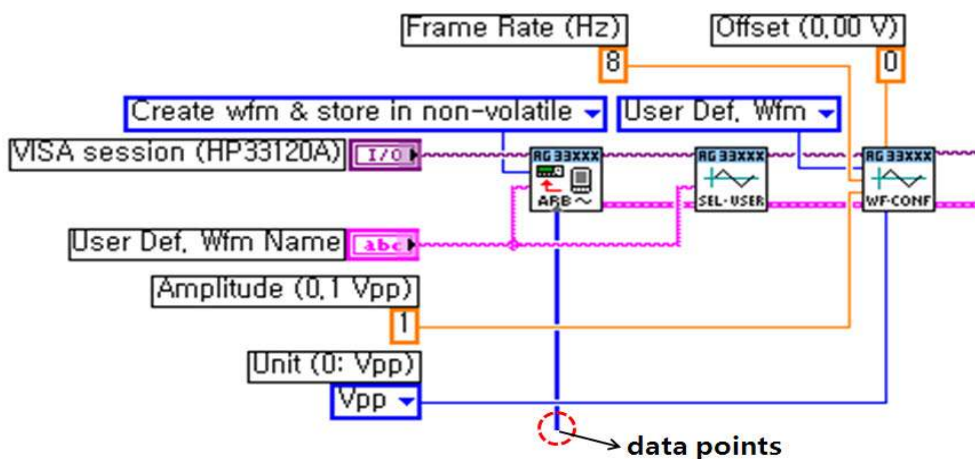 Frame Rate (Hz)
Offset (0,00 V)
8
0
Create wfm & store in non-volatile
User Def, Wfm
VISA session (HP33120A)
I/O
AG 33XXX
ARB
AG 33XXX
SEL-USER
AG 33XXX
WF-CONF
User Def, Wfm Name
abc
Amplitude (0,1 Vpp)
1
Unit (0: Vpp)
Vpp
data points